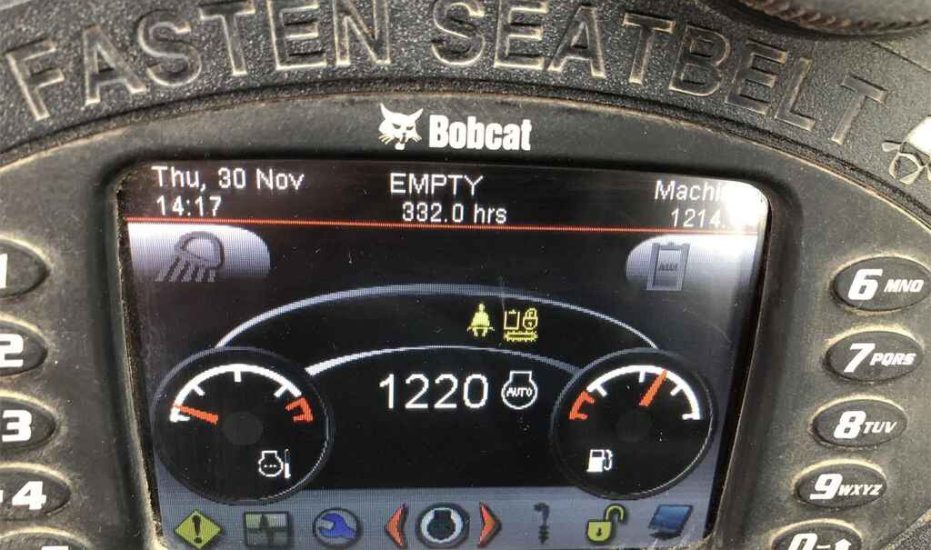 FASTEN SEATBELT
Bobcat
Thu, 30 Nov
EMPTY
14:17
332.0 hrs
1214.
1
2
3
4
6 MNO
7 PQRS
8 TUV
9 WXYZ
1220
AUTO